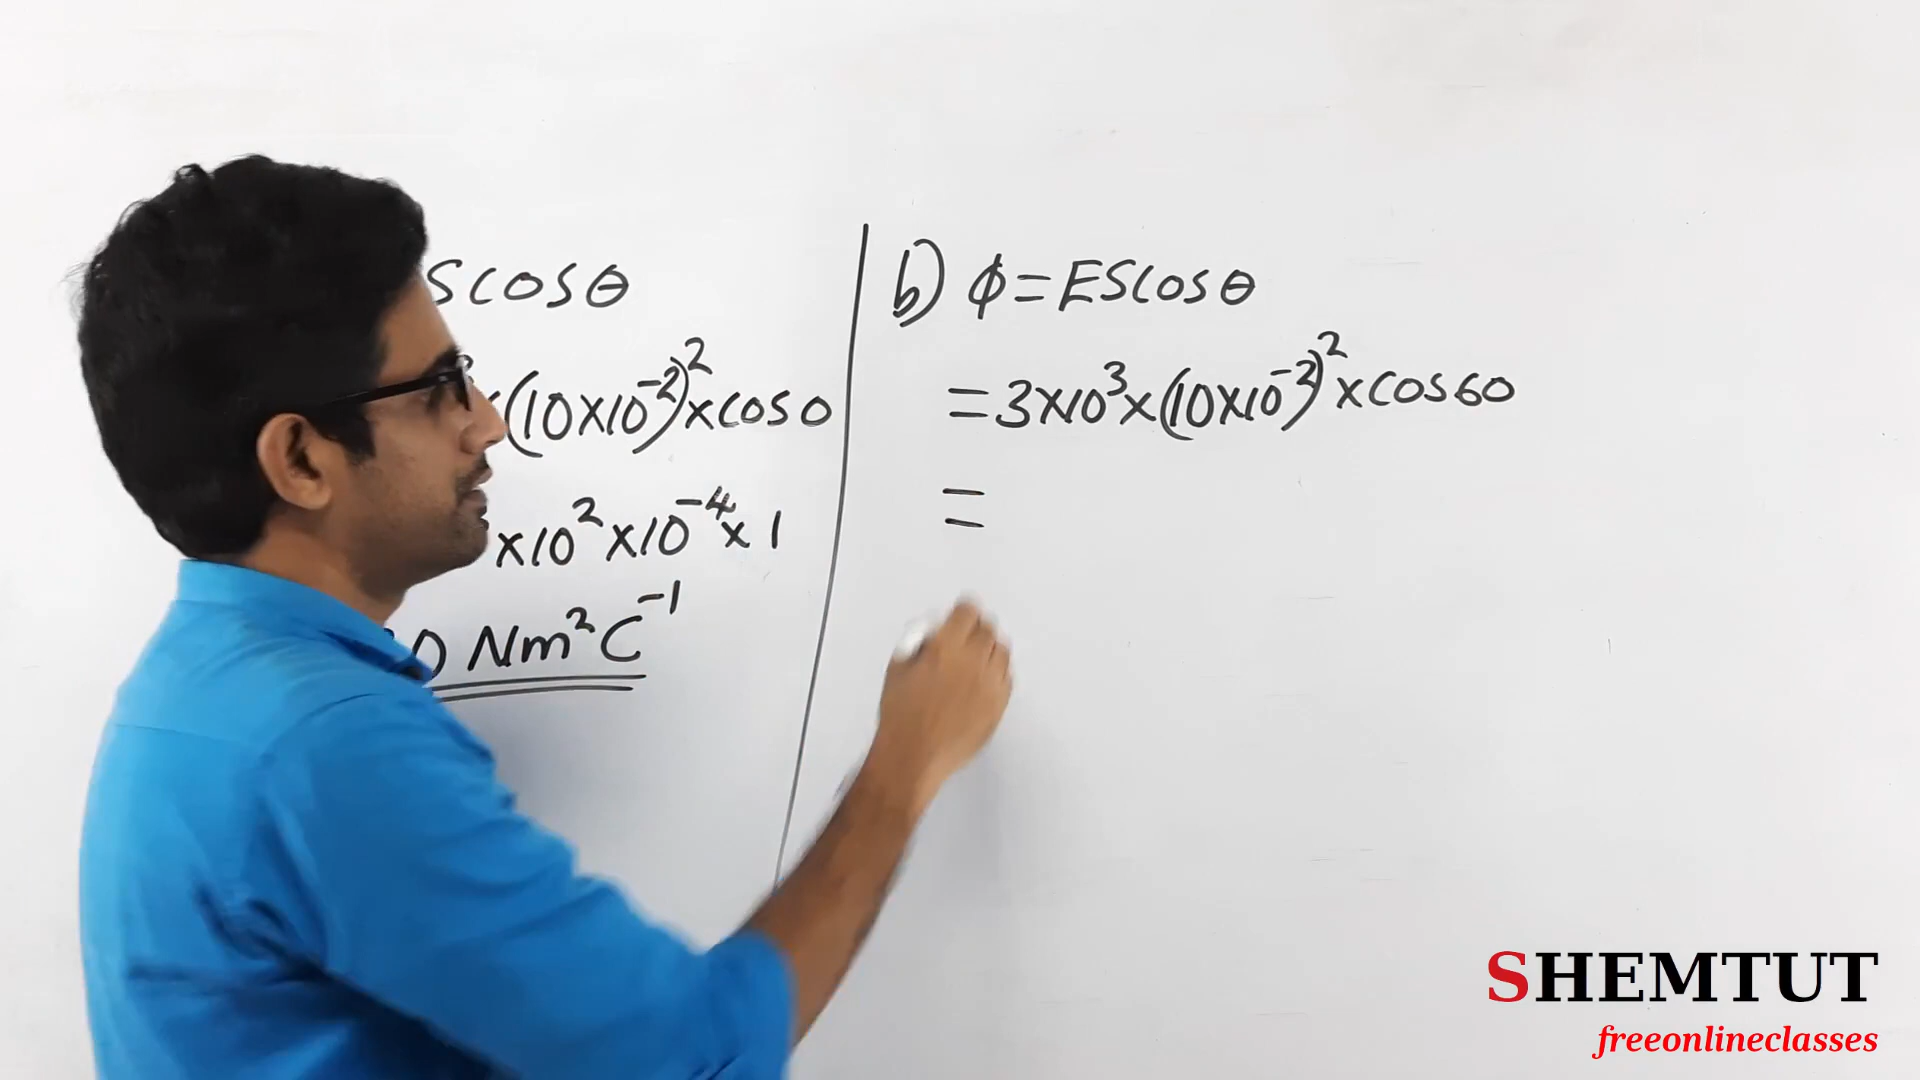 SCOSθ
(10×10⁻²)²×COS0
×10²×10⁻⁴×1
0 Nm²C⁻¹
b) φ=ESCosθ
=3×10³×(10×10⁻²)²×COS60
=
SHEMTUT
freeonlineclasses